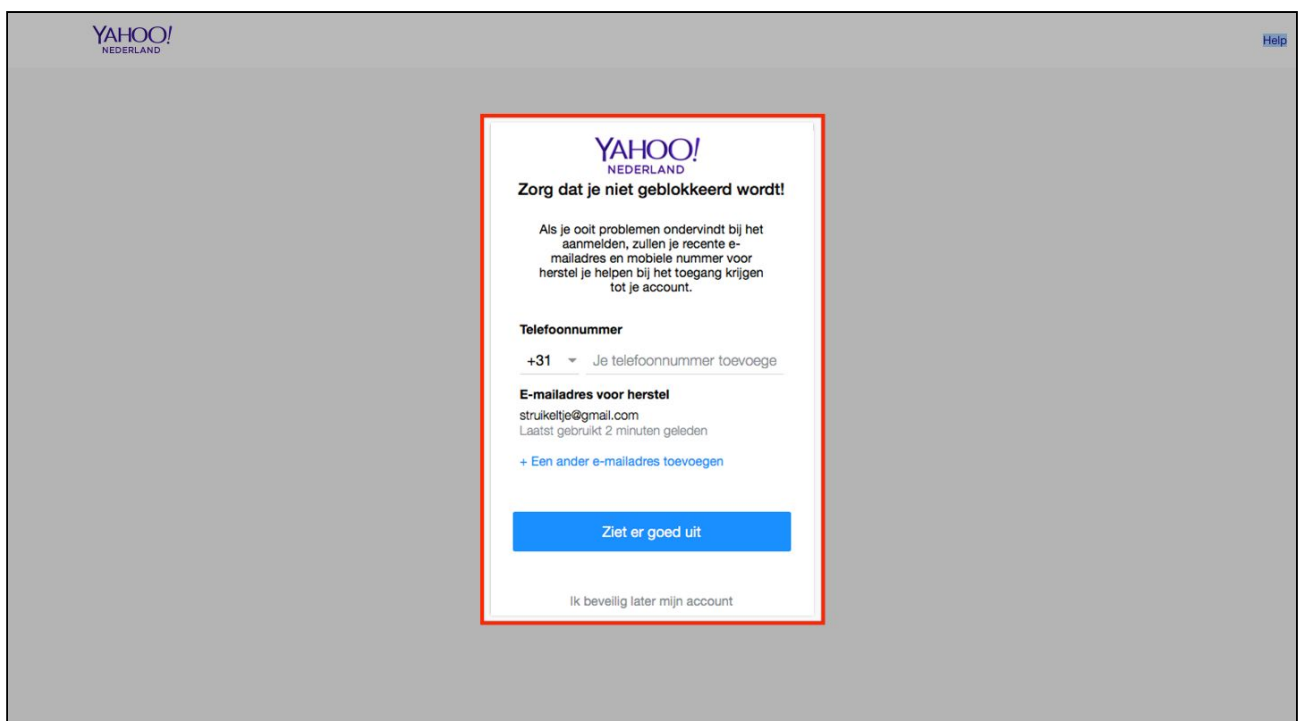 YAHOO!
NEDERLAND
Help
YAHOO!
NEDERLAND
Zorg dat je niet geblokkeerd wordt!
Als je ooit problemen ondervindt bij het
aanmelden, zullen je recente e-
mailadres en mobiele nummer voor
herstel je helpen bij het toegang krijgen
tot je account.
Telefoonnummer
+31 Je telefoonnummer toevoege
E-mailadres voor herstel
struikeltje@gmail.com
Laatst gebruikt 2 minuten geleden
+ Een ander e-mailadres toevoegen
Ziet er goed uit
Ik beveilig later mijn account